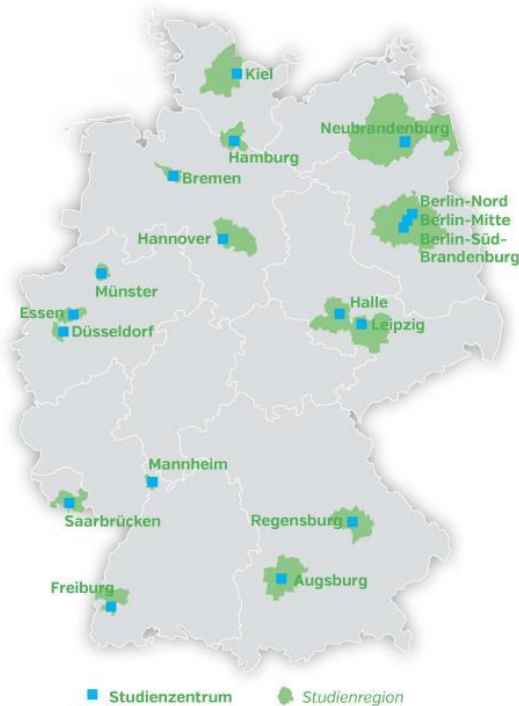 Kiel
Neubrandenburg
Hamburg
Bremen
Berlin-Nord
Berlin-Mitte
Berlin-Süd-
Brandenburg
Hannover
Münster
Halle
Essen
Leipzig
Düsseldorf
Mannheim
Saarbrücken
Regensburg
Augsburg
Freiburg
Studienzentrum
Studienregion